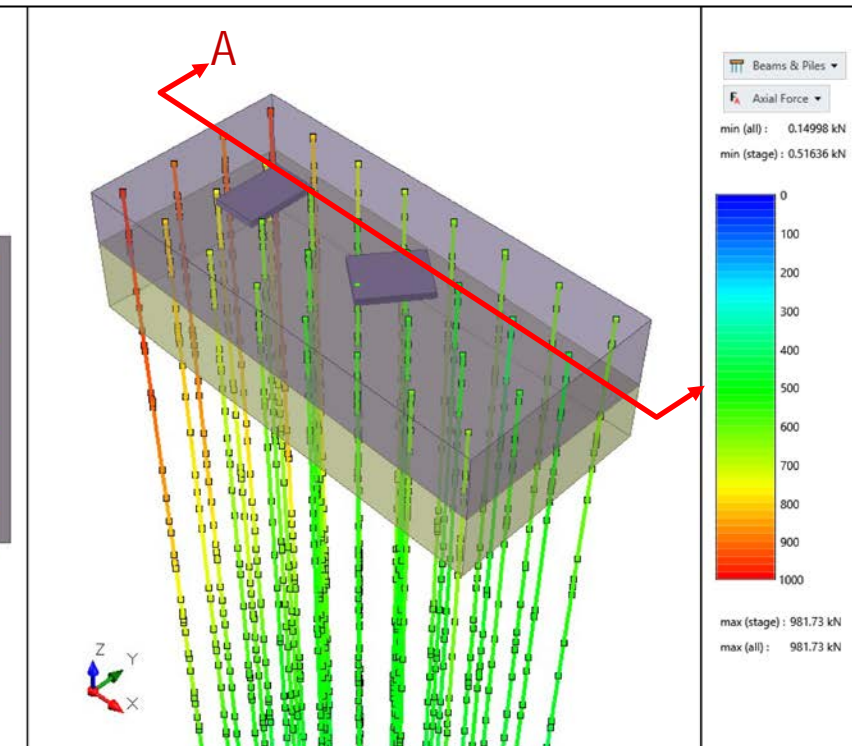 A
Beams & Piles
Axial Force
min (all) : 0.14998 kN
min (stage) : 0.51636 kN
0
100
200
300
400
500
600
700
800
900
1000
max (stage) : 981.73 kN
max (all) : 981.73 kN
Z
Y
X